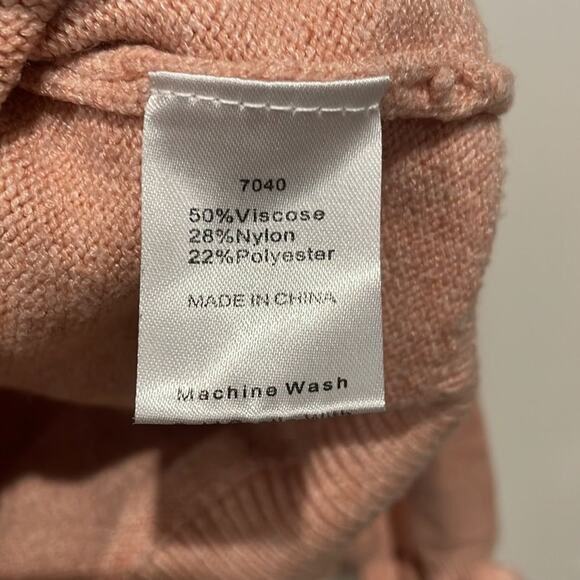 7040
50%Viscose
28%Nylon
22%Polyester
MADE IN CHINA
Machine Wash